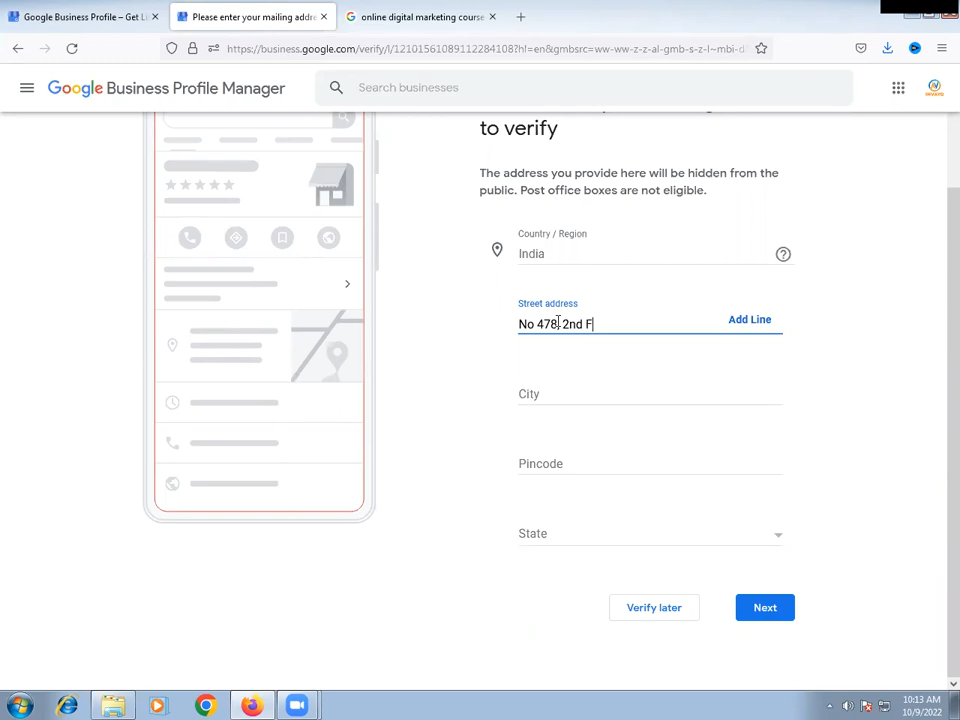 Google Business Profile – Get Li
Please enter your mailing addre
online digital marketing course
https://business.google.com/verify/l/12101561089112284108?hl=en&gmbsrc=ww-ww-z-z-al-gmb-s-z-l~mbi-d
Google Business Profile Manager
Search businesses
to verify
The address you provide here will be hidden from the
public. Post office boxes are not eligible.
Country / Region
India
Street address
No 478, 2nd F
Add Line
City
Pincode
State
Verify later
Next
10:13 AM
10/9/2022